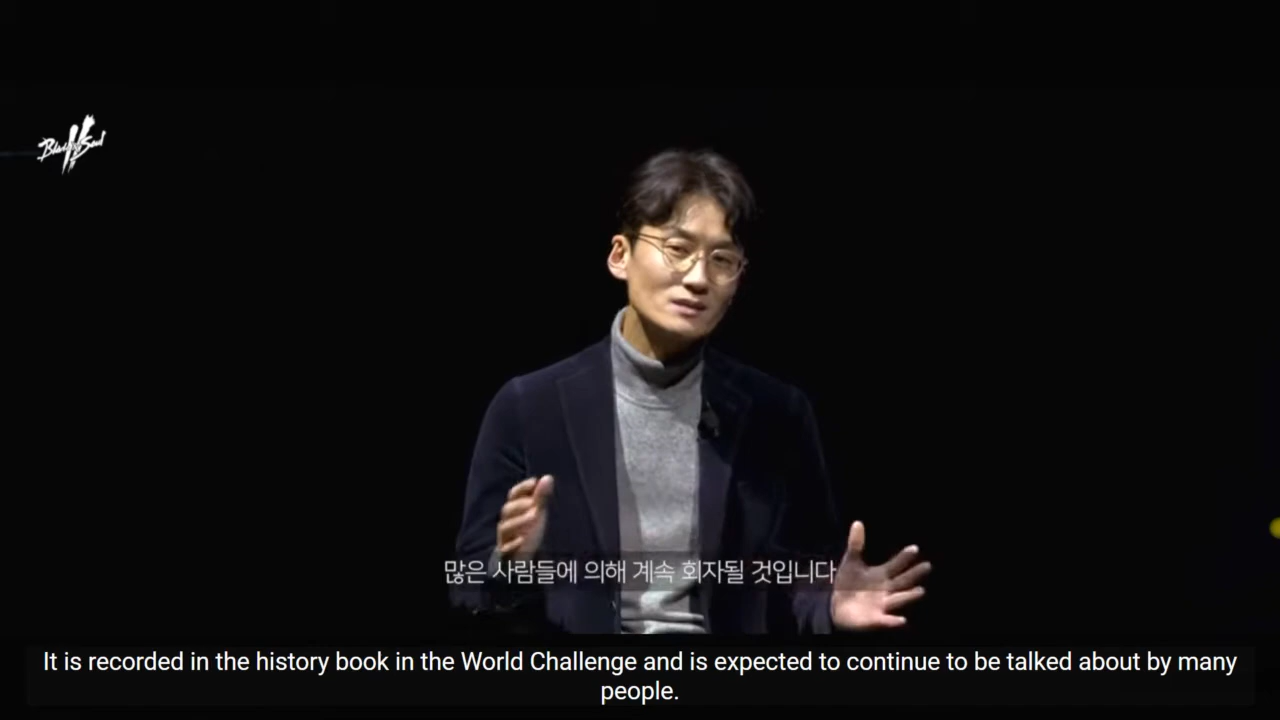 Blade & Soul
많은 사람들에 의해 계속 회자될 것입니다
It is recorded in the history book in the World Challenge and is expected to continue to be talked about by many
people.